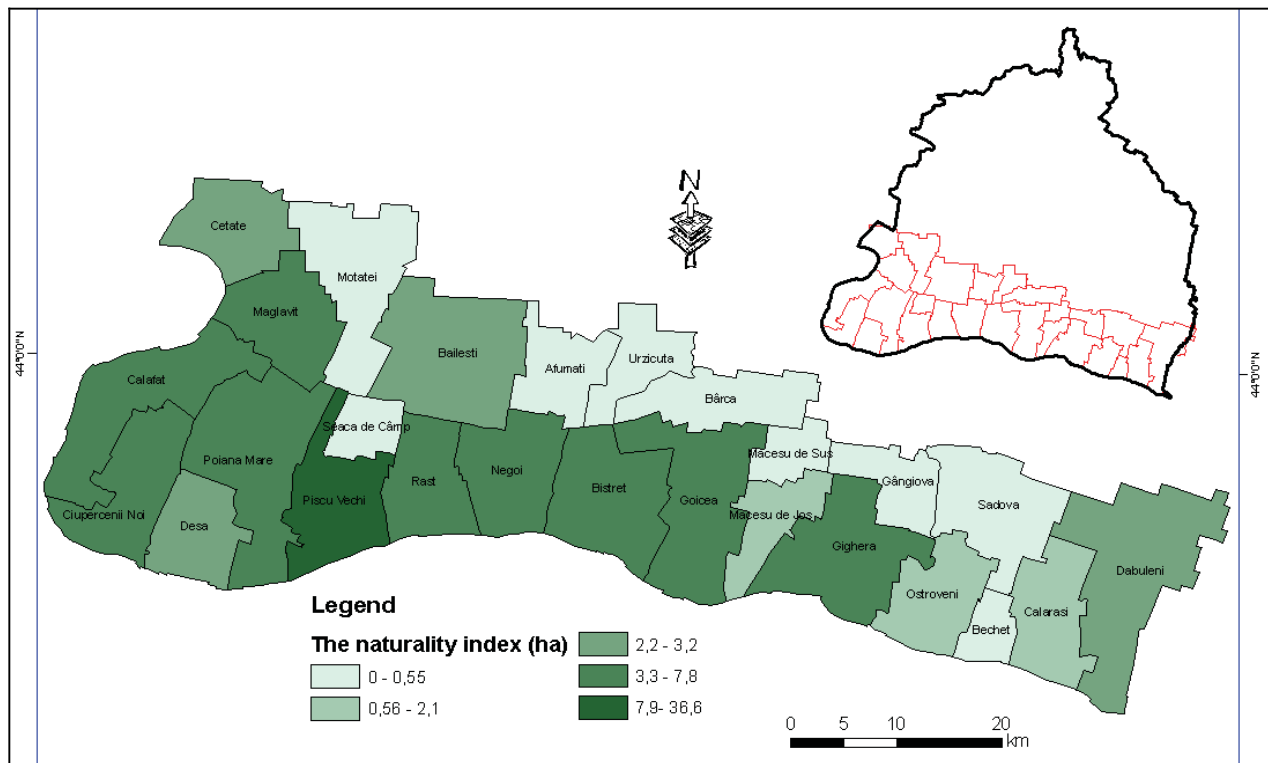 N
Cetate
Motatei
Maglavit
Bailesti
Afumati
Urzicuta
44°0'0"N
44°0'0"N
Calafat
Bârca
Seaca de Câmp
Macesu de Sus
Poiana Mare
Negoi
Rast
Gângiova
Bistret
Piscu Vechi
Goicea
Sadova
Ciupercenii Noi
Desa
Macesu de Jos
Gighera
Dabuleni
Ostroveni
Calarasi
Bechet
Legend
The naturality index (ha)
0 - 0,55
0,56 - 2,1
2,2 - 3,2
3,3 - 7,8
7,9- 36,6
0 5 10 20
km